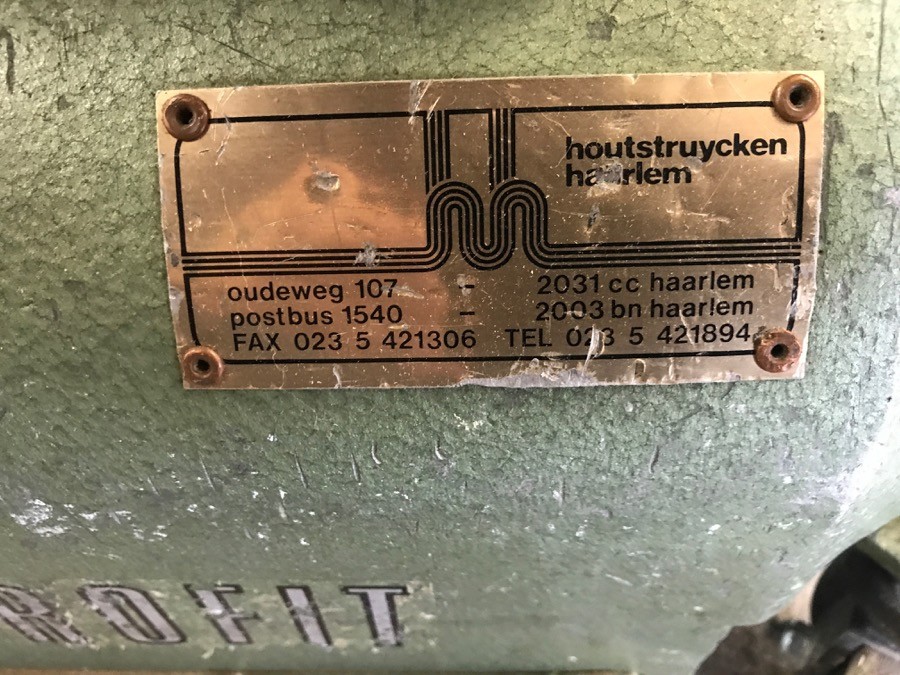 houtstruycken
haarlem
oudeweg 107 - 2031 cc haarlem
postbus 1540 - 2003 bn haarlem
FAX 023 5 421306 TEL 023 5 421894
ROFIT